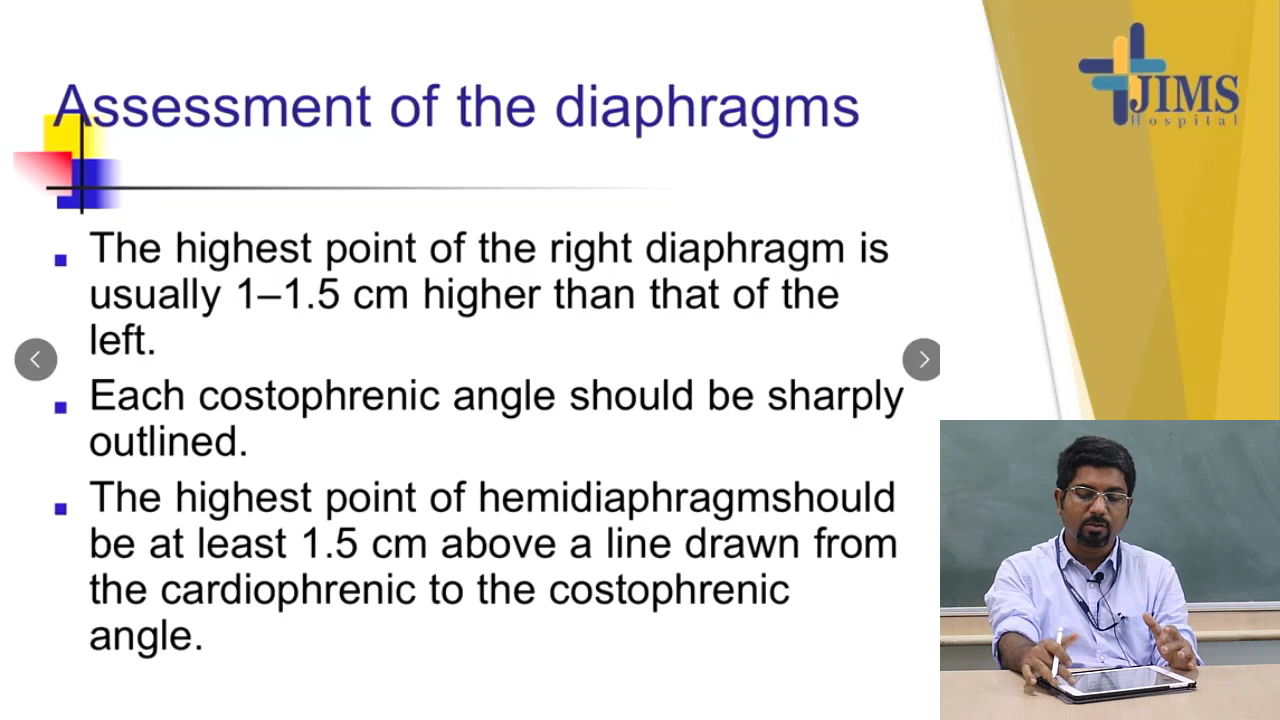 JIMS
Hospital
Assessment of the diaphragms
The highest point of the right diaphragm is
usually 1–1.5 cm higher than that of the
left.
Each costophrenic angle should be sharply
outlined.
The highest point of hemidiaphragmshould
be at least 1.5 cm above a line drawn from
the cardiophrenic to the costophrenic
angle.